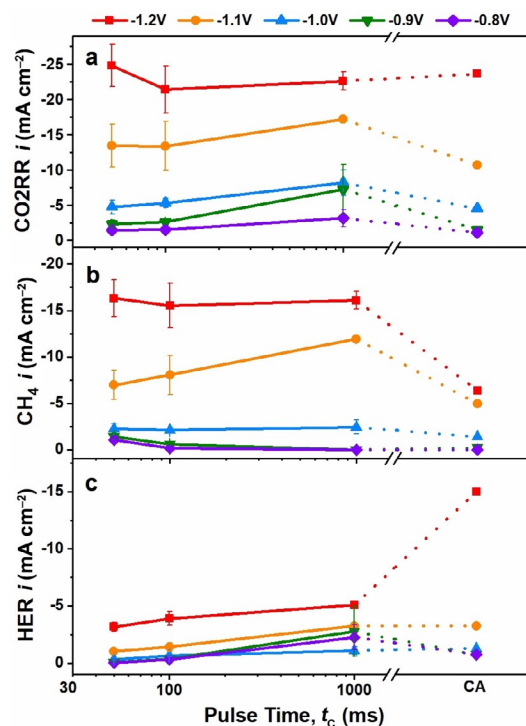 -1.2V -1.1V -1.0V -0.9V -0.8V
a
CO2RR i (mA cm−2)
-25
-20
-15
-10
-5
0
b
CH4 i (mA cm−2)
-15
-10
-5
0
c
HER i (mA cm−2)
-15
-5
0
30 100 1000 CA
Pulse Time, tC (ms)